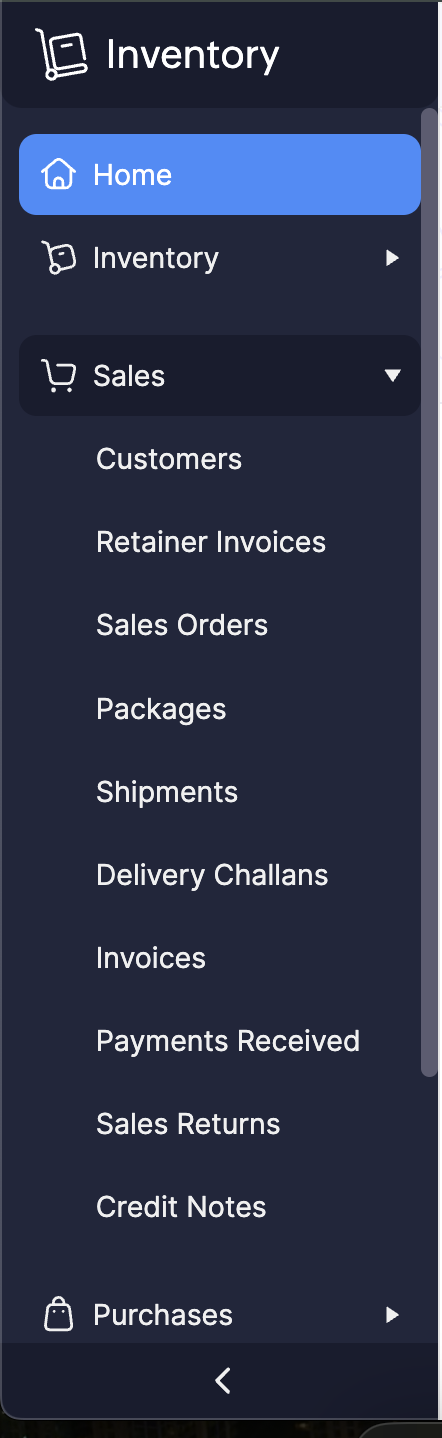 Inventory
Home
Inventory
Sales
Customers
Retainer Invoices
Sales Orders
Packages
Shipments
Delivery Challans
Invoices
Payments Received
Sales Returns
Credit Notes
Purchases